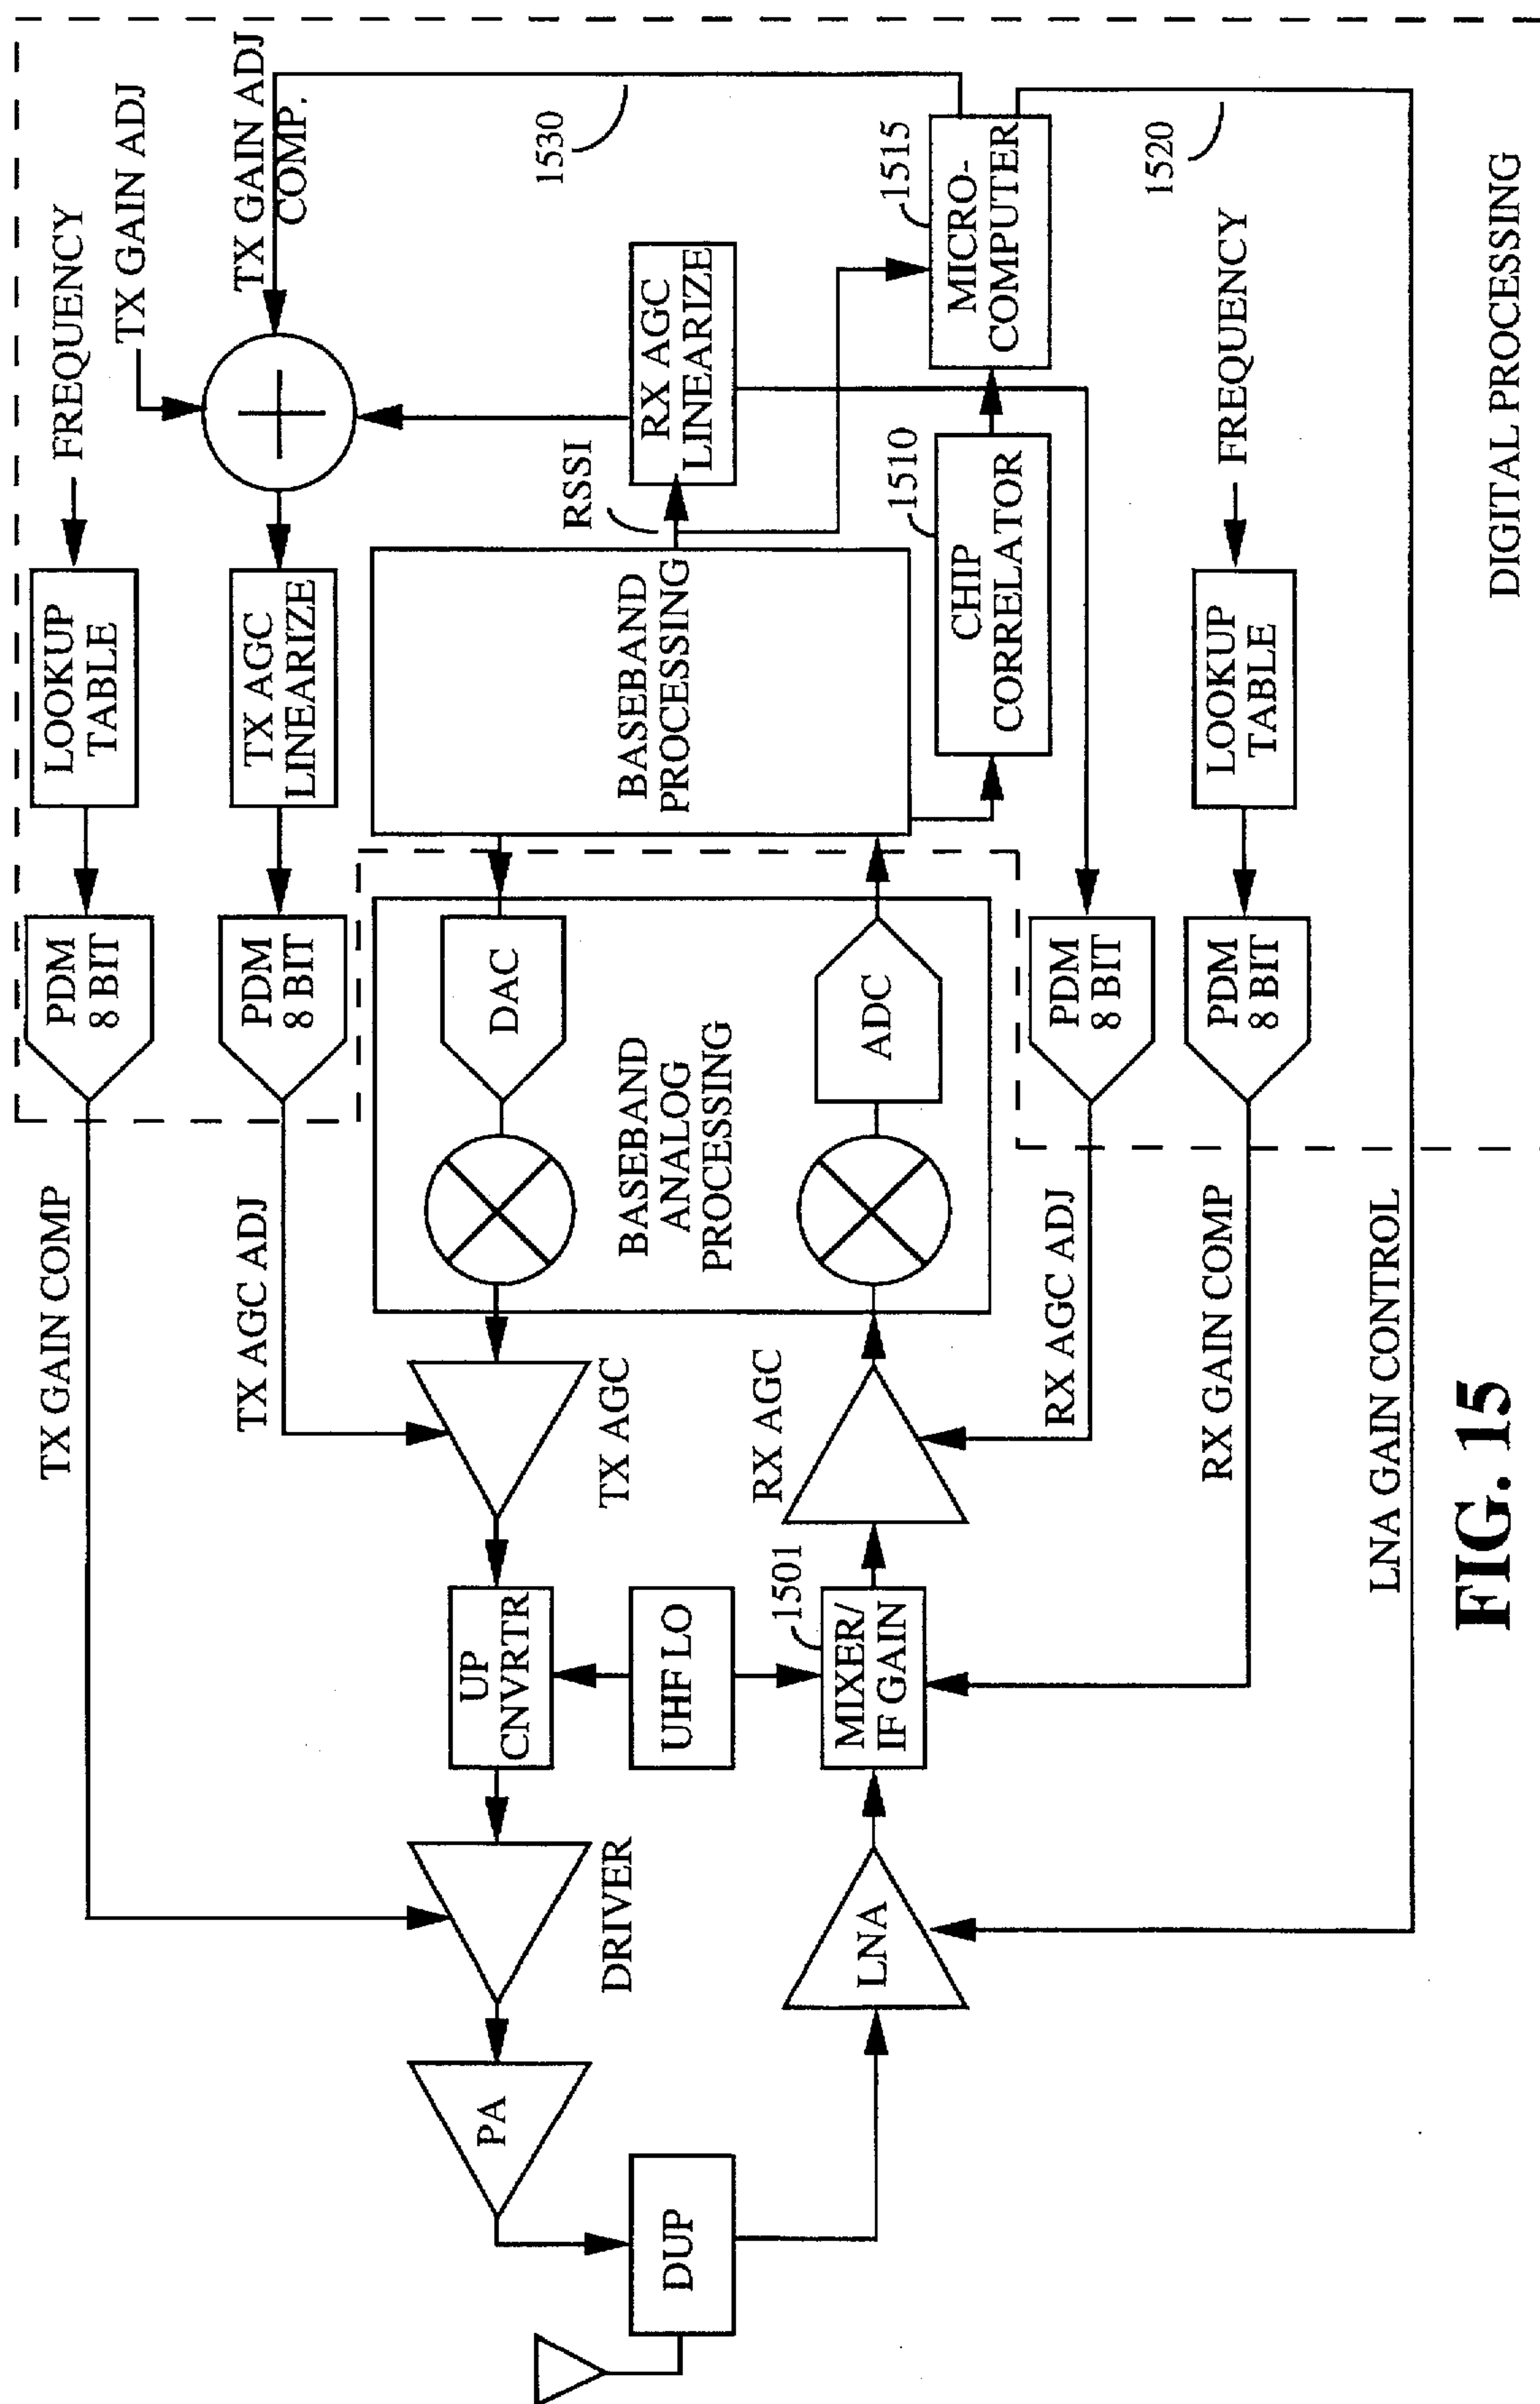 TX GAIN COMP
PDM
8 BIT
LOOKUP
TABLE
FREQUENCY
TX GAIN ADJ
TX AGC ADJ
PDM
8 BIT
TX AGC
LINEARIZE
TX GAIN ADJ
COMP.
PA
DRIVER
UP
CNVRTR
TX AGC
DAC
BASEBAND
ANALOG
PROCESSING
BASEBAND
PROCESSING
RSSI
RX AGC
LINEARIZE
1530
DUP
UHF LO
LNA
MIXER/
IF GAIN
1501
RX AGC
ADC
CHIP
CORRELATOR
1510
MICRO-
COMPUTER
1515
RX AGC ADJ
PDM
8 BIT
RX GAIN COMP
PDM
8 BIT
LOOKUP
TABLE
FREQUENCY
1520
LNA GAIN CONTROL
DIGITAL PROCESSING
FIG. 15